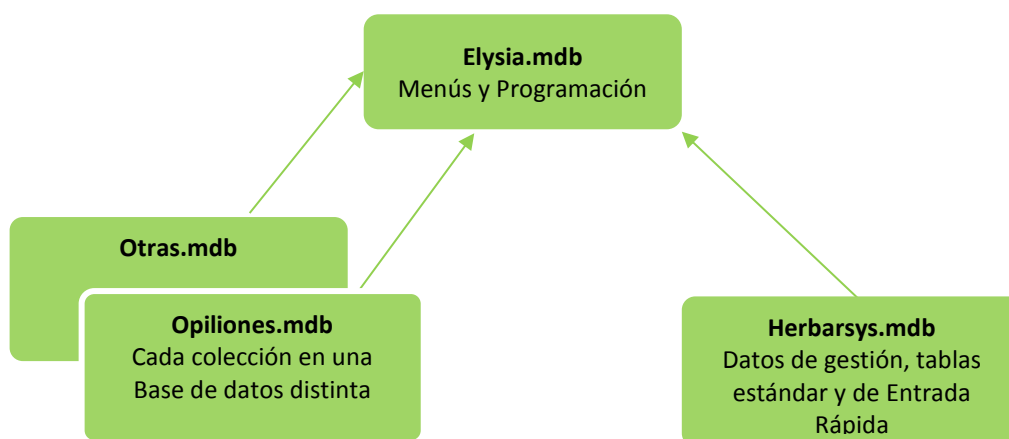 Elysia.mdb
Menús y Programación
Otras.mdb
Opiliones.mdb
Cada colección en una
Base de datos distinta
Herbarsys.mdb
Datos de gestión, tablas
estándar y de Entrada
Rápida